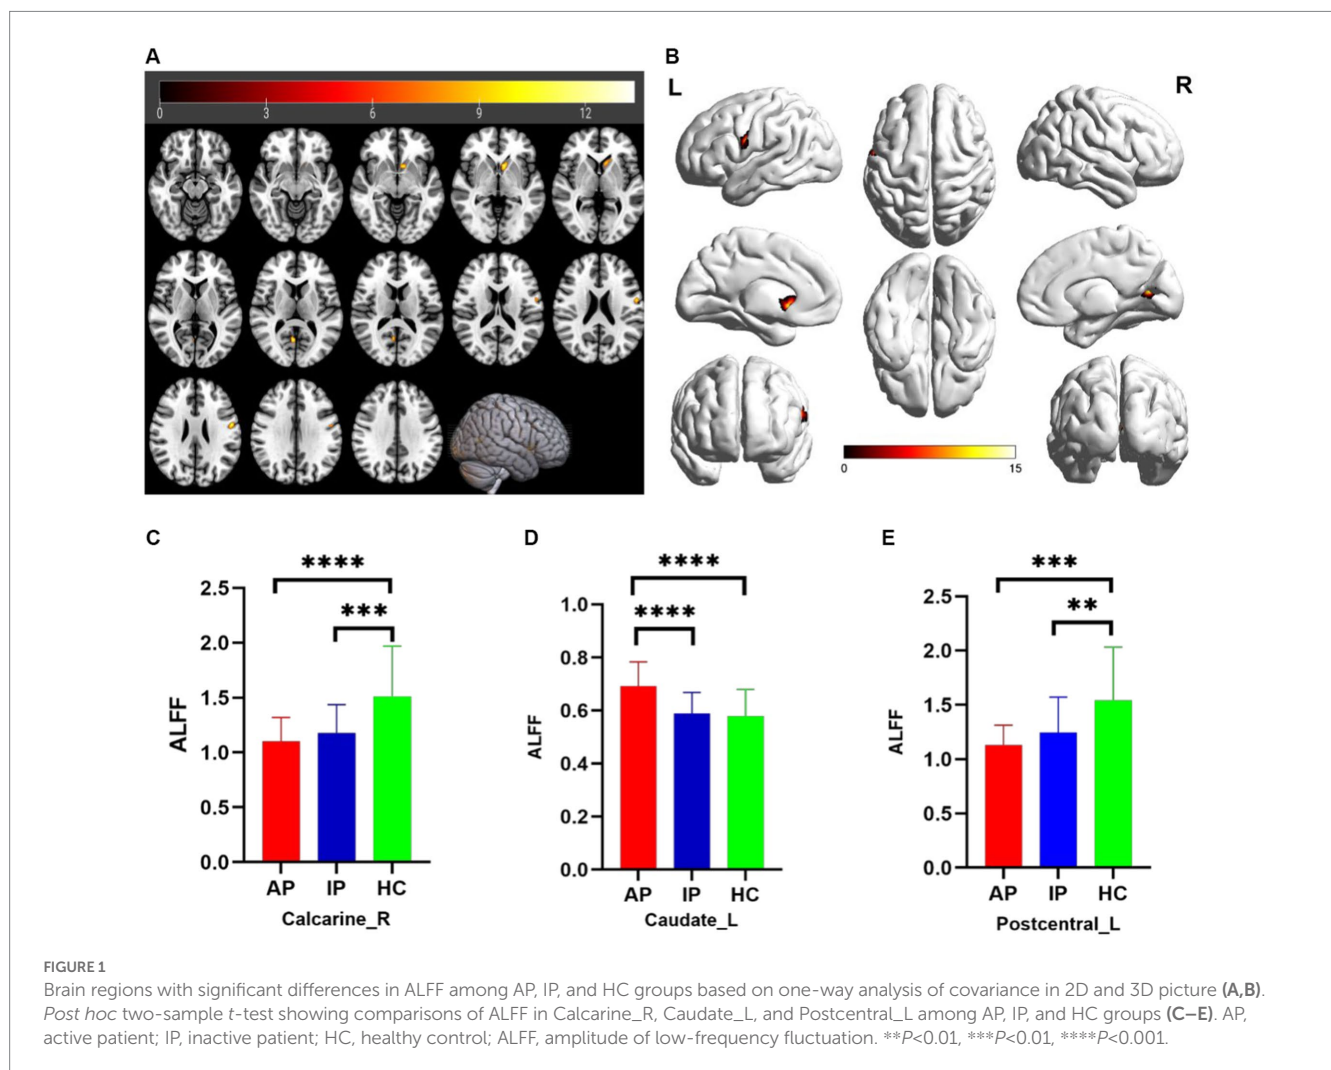 A
B
0 3 6 9 12
L
R
0 15
C
****
***
2.5
2.0
1.5
1.0
0.5
0.0
ALFF
AP IP HC
Calcarine_R
D
****
****
1.0
0.8
0.6
0.4
0.2
0.0
ALFF
AP IP HC
Caudate_L
E
***
**
2.5
2.0
1.5
1.0
0.5
0.0
ALFF
AP IP HC
Postcentral_L
FIGURE 1
Brain regions with significant differences in ALFF among AP, IP, and HC groups based on one-way analysis of covariance in 2D and 3D picture (A,B).
Post hoc two-sample t-test showing comparisons of ALFF in Calcarine_R, Caudate_L, and Postcentral_L among AP, IP, and HC groups (C–E). AP,
active patient; IP, inactive patient; HC, healthy control; ALFF, amplitude of low-frequency fluctuation. **P<0.01, ***P<0.01, ****P<0.001.